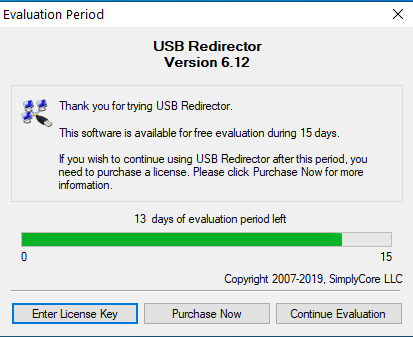 Evaluation Period
USB Redirector
Version 6.12
Thank you for trying USB Redirector.
This software is available for free evaluation during 15 days.
If you wish to continue using USB Redirector after this period, you
need to purchase a license. Please click Purchase Now for more
information.
13 days of evaluation period left
0 15
Copyright 2007-2019, SimplyCore LLC
Enter License Key Purchase Now Continue Evaluation